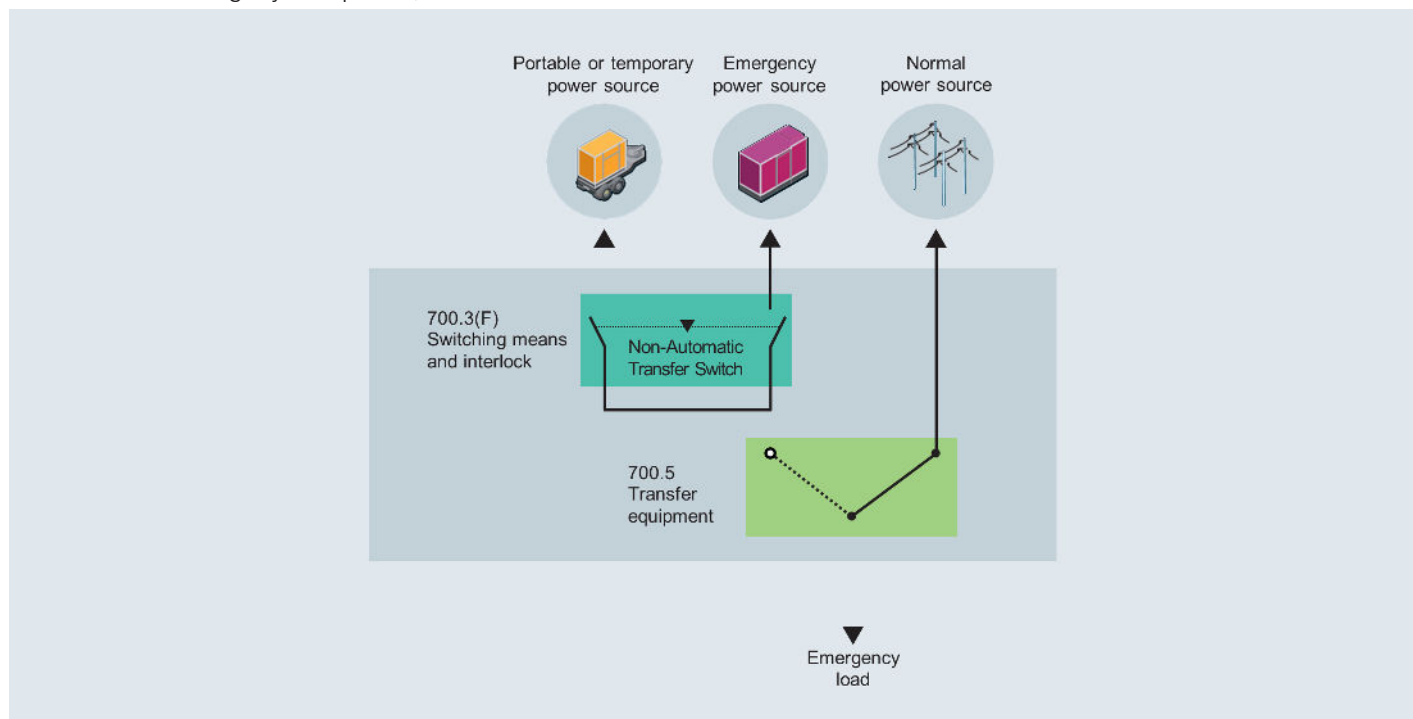 Portable or temporary
power source
Emergency
power source
Normal
power source
700.3(F)
Switching means
and interlock
Non-Automatic
Transfer Switch
700.5
Transfer
equipment
Emergency
load